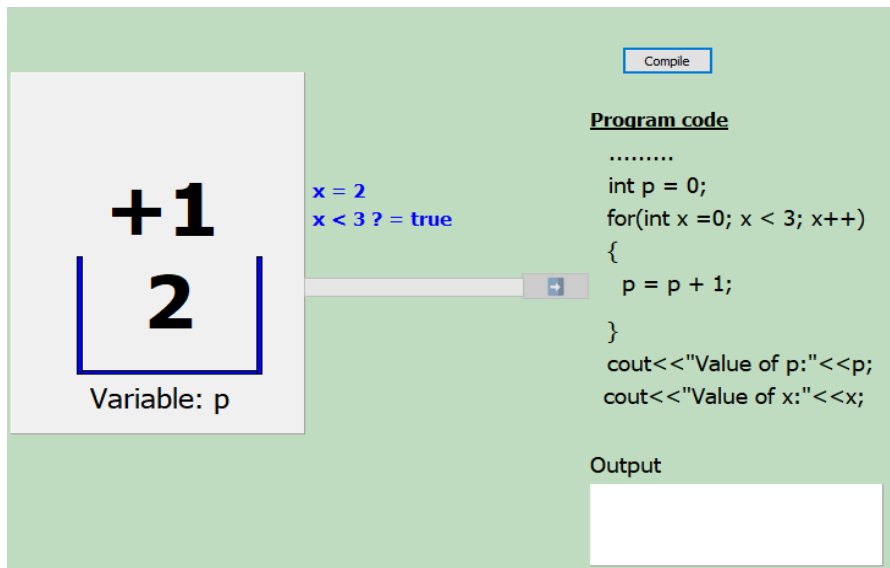 +1
2
Variable: p
x = 2
x < 3 ? = true
Compile
Program code
.........
int p = 0;
for(int x =0; x < 3; x++)
{
p = p + 1;
}
cout<<"Value of p:"<<p;
cout<<"Value of x:"<<x;
Output